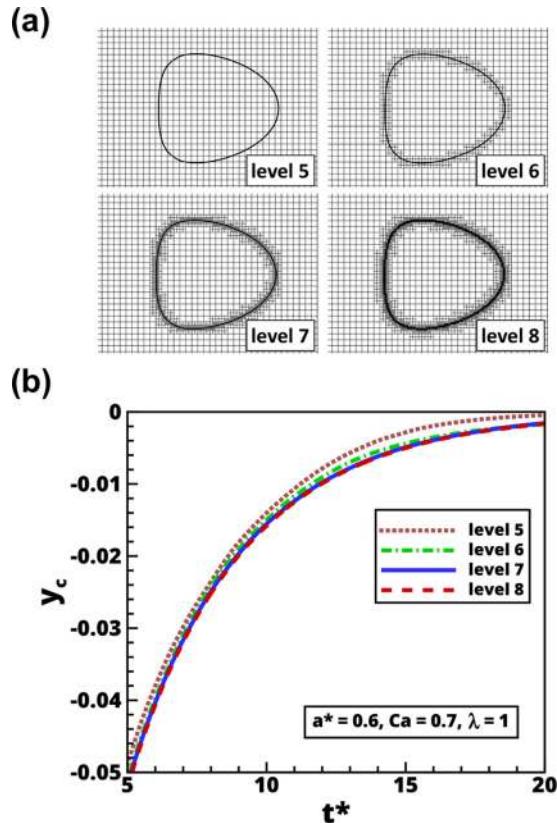 (a)
level 5
level 6
level 7
level 8
(b)
0
-0.01
-0.02
-0.03
-0.04
-0.05
y_c
level 5
level 6
level 7
level 8
a* = 0.6, Ca = 0.7, λ = 1
5 10 15 20
t*